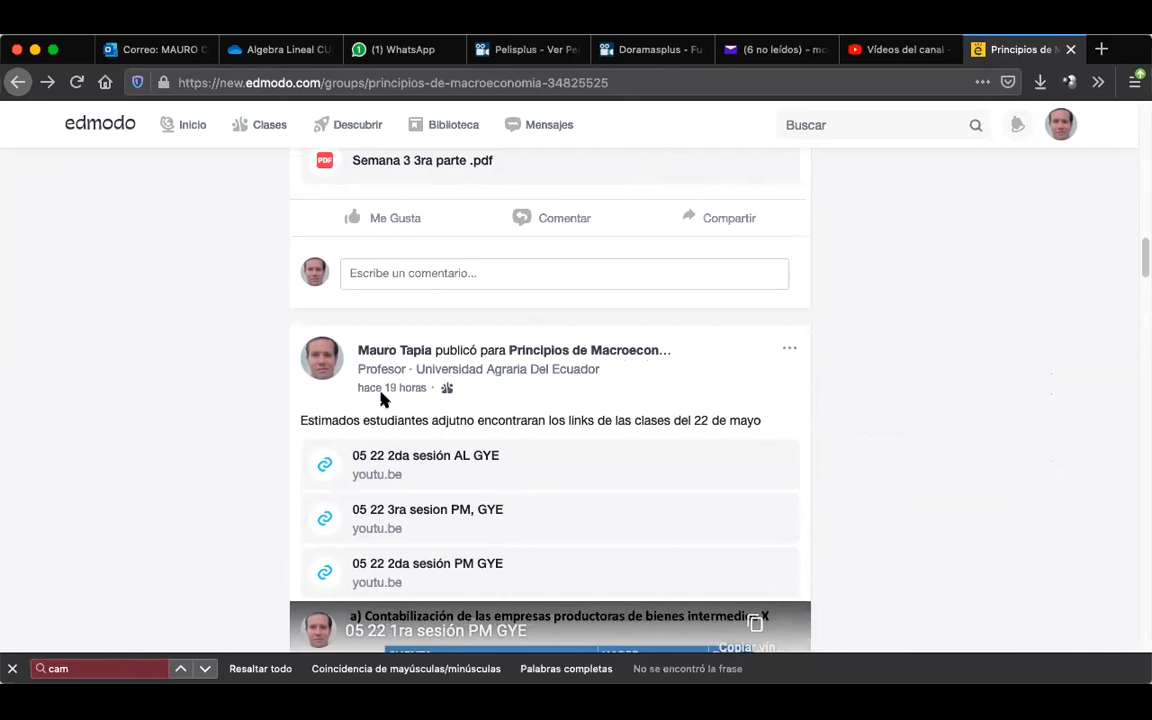 Correo: MAURO C
Algebra Lineal CU
(1) WhatsApp
Pelisplus - Ver Pe
Doramasplus - Fu
(6 no leídos) - mc
Vídeos del canal -
Principios de M
https://new.edmodo.com/groups/principios-de-macroeconomia-34825525
edmodo
Inicio
Clases
Descubrir
Biblioteca
Mensajes
Buscar
PDF
Semana 3 3ra parte .pdf
Me Gusta
Comentar
Compartir
Escribe un comentario...
Mauro Tapia publicó para Principios de Macroecon...
Profesor · Universidad Agraria Del Ecuador
hace 19 horas ·
Estimados estudiantes adjutno encontraran los links de las clases del 22 de mayo
05 22 2da sesión AL GYE
youtu.be
05 22 3ra sesion PM, GYE
youtu.be
05 22 2da sesión PM GYE
youtu.be
a) Contabilización de las empresas productoras de bienes intermedio X
05 22 1ra sesión PM GYE
Copiar vín...
cam
Resaltar todo
Coincidencia de mayúsculas/minúsculas
Palabras completas
No se encontró la frase